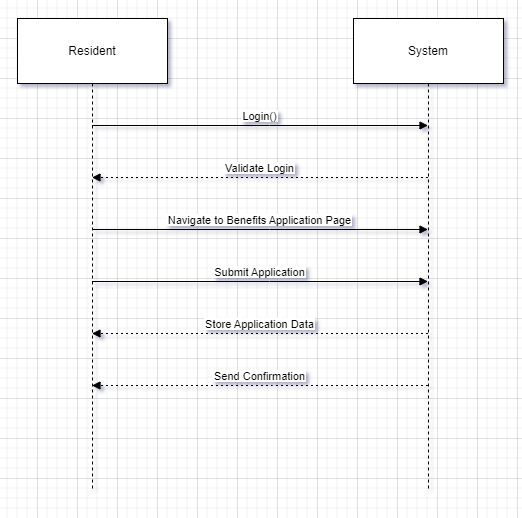 Resident
System
Login()
Validate Login
Navigate to Benefits Application Page
Submit Application
Store Application Data
Send Confirmation